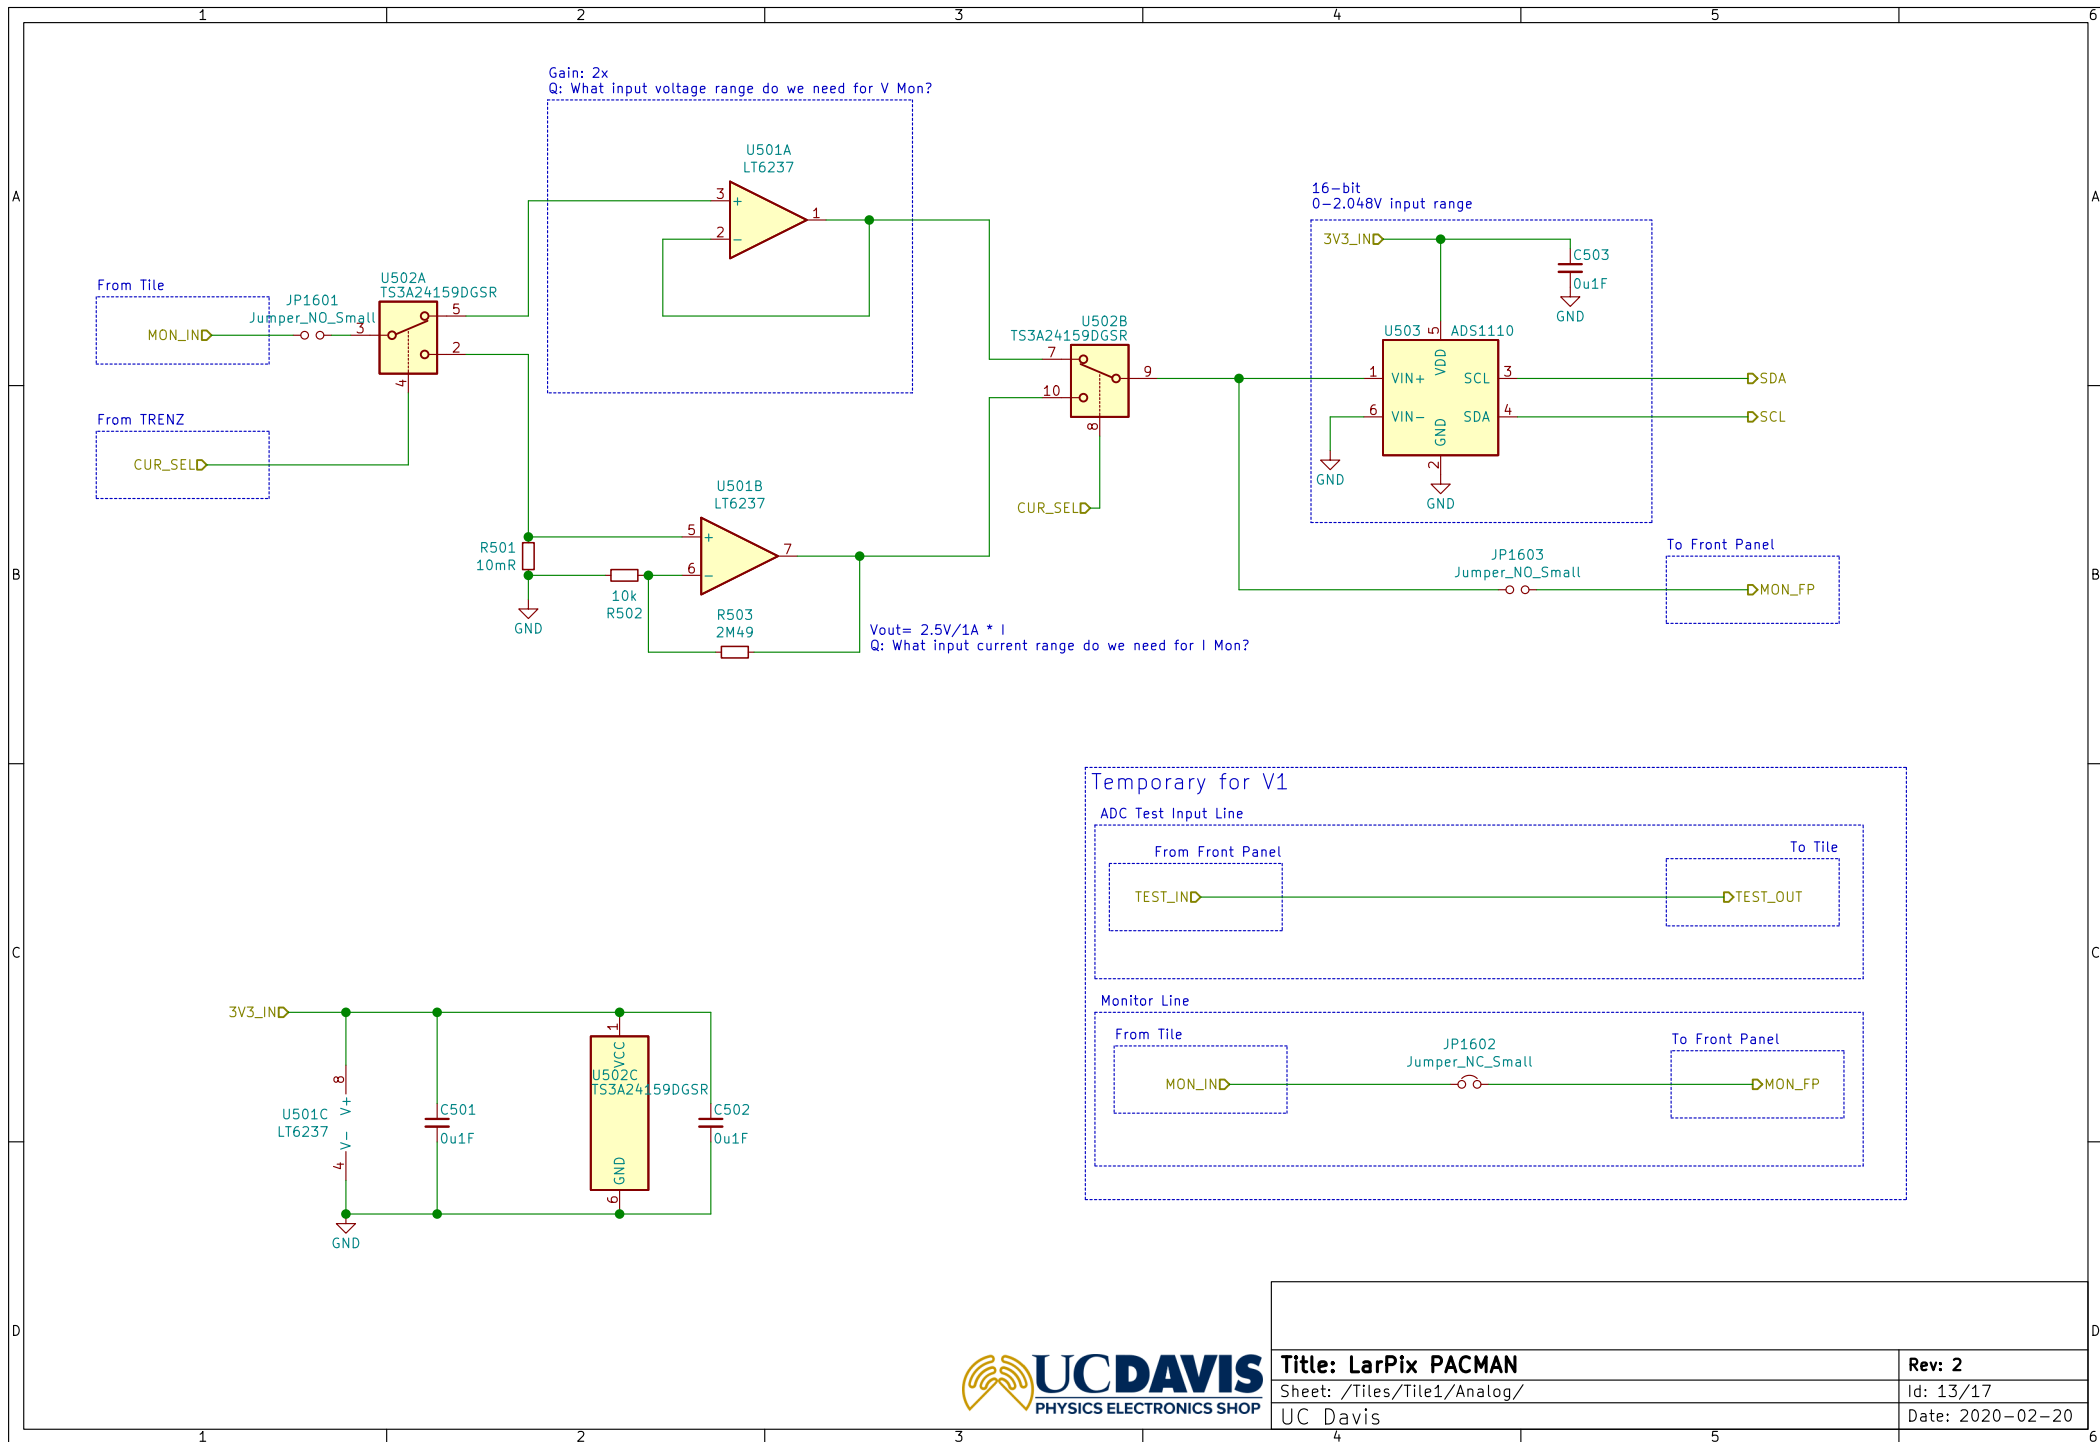 1 2 3 4 5 6
Gain: 2x
Q: What input voltage range do we need for V Mon?
U501A
LT6237
3
+
1
2
−
A
A
16-bit
0-2.048V input range
3V3_IN
C503
0u1F
GND
From Tile
MON_IN
JP1601
Jumper_NO_Small
3
U502A
TS3A24159DGSR
5
2
4
U502B
TS3A24159DGSR
7
10
9
8
U503
ADS1110
5
VDD
1
VIN+
SCL
3
SDA
6
VIN-
SDA
4
SCL
GND
2
GND
GND
From TRENZ
CUR_SEL
CUR_SEL
U501B
LT6237
5
+
7
6
−
R501
10mR
GND
10k
R502
R503
2M49
Vout= 2.5V/1A * I
Q: What input current range do we need for I Mon?
JP1603
Jumper_NO_Small
To Front Panel
MON_FP
B
B
Temporary for V1
ADC Test Input Line
From Front Panel
To Tile
TEST_IN
TEST_OUT
C
C
Monitor Line
From Tile
MON_IN
JP1602
Jumper_NC_Small
To Front Panel
MON_FP
3V3_IN
8
V+
U501C
LT6237
V-
4
GND
C501
0u1F
1
VCC
U502C
TS3A24159DGSR
GND
6
C502
0u1F
D
D
UCDAVIS
PHYSICS ELECTRONICS SHOP
Title: LarPix PACMAN
Rev: 2
Sheet: /Tiles/Tile1/Analog/
Id: 13/17
UC Davis
Date: 2020-02-20
1 2 3 4 5 6